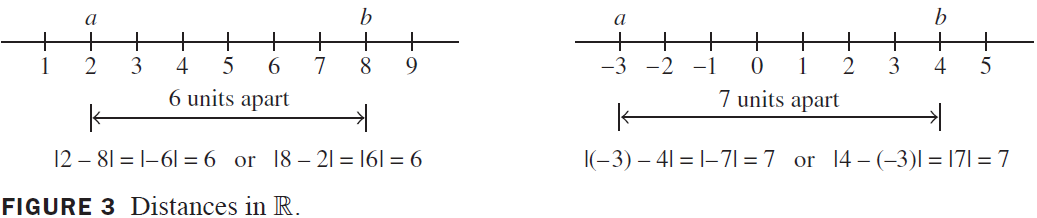 a b
1 2 3 4 5 6 7 8 9
6 units apart
|2 – 8| = |–6| = 6 or |8 – 2| = |6| = 6
a b
–3 –2 –1 0 1 2 3 4 5
7 units apart
|(–3) – 4| = |–7| = 7 or |4 – (–3)| = |7| = 7
FIGURE 3 Distances in ℝ.